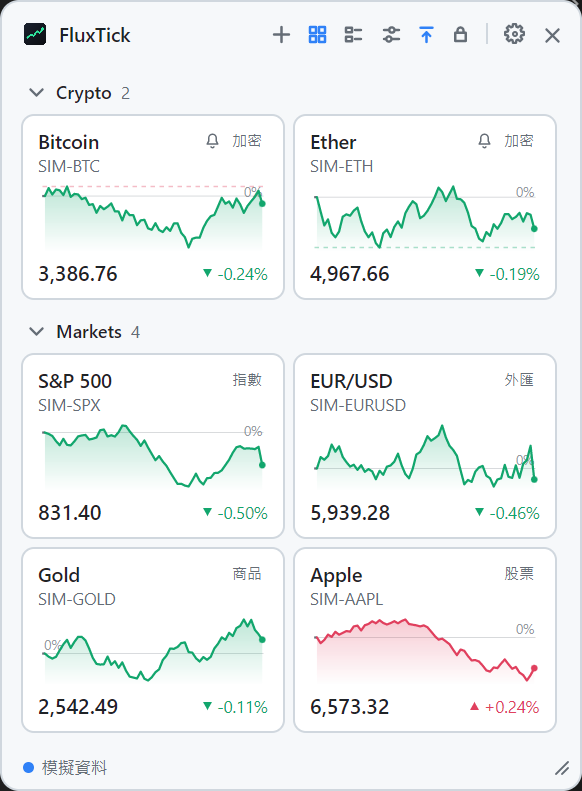 FluxTick
Crypto 2
Bitcoin 加密
SIM-BTC
0%
3,386.76 ▼ -0.24%
Ether 加密
SIM-ETH
0%
4,967.66 ▼ -0.19%
Markets 4
S&P 500 指數
SIM-SPX
0%
831.40 ▼ -0.50%
EUR/USD 外匯
SIM-EURUSD
0%
5,939.28 ▼ -0.46%
Gold 商品
SIM-GOLD
0%
2,542.49 ▼ -0.11%
Apple 股票
SIM-AAPL
0%
6,573.32 ▲ +0.24%
模擬資料